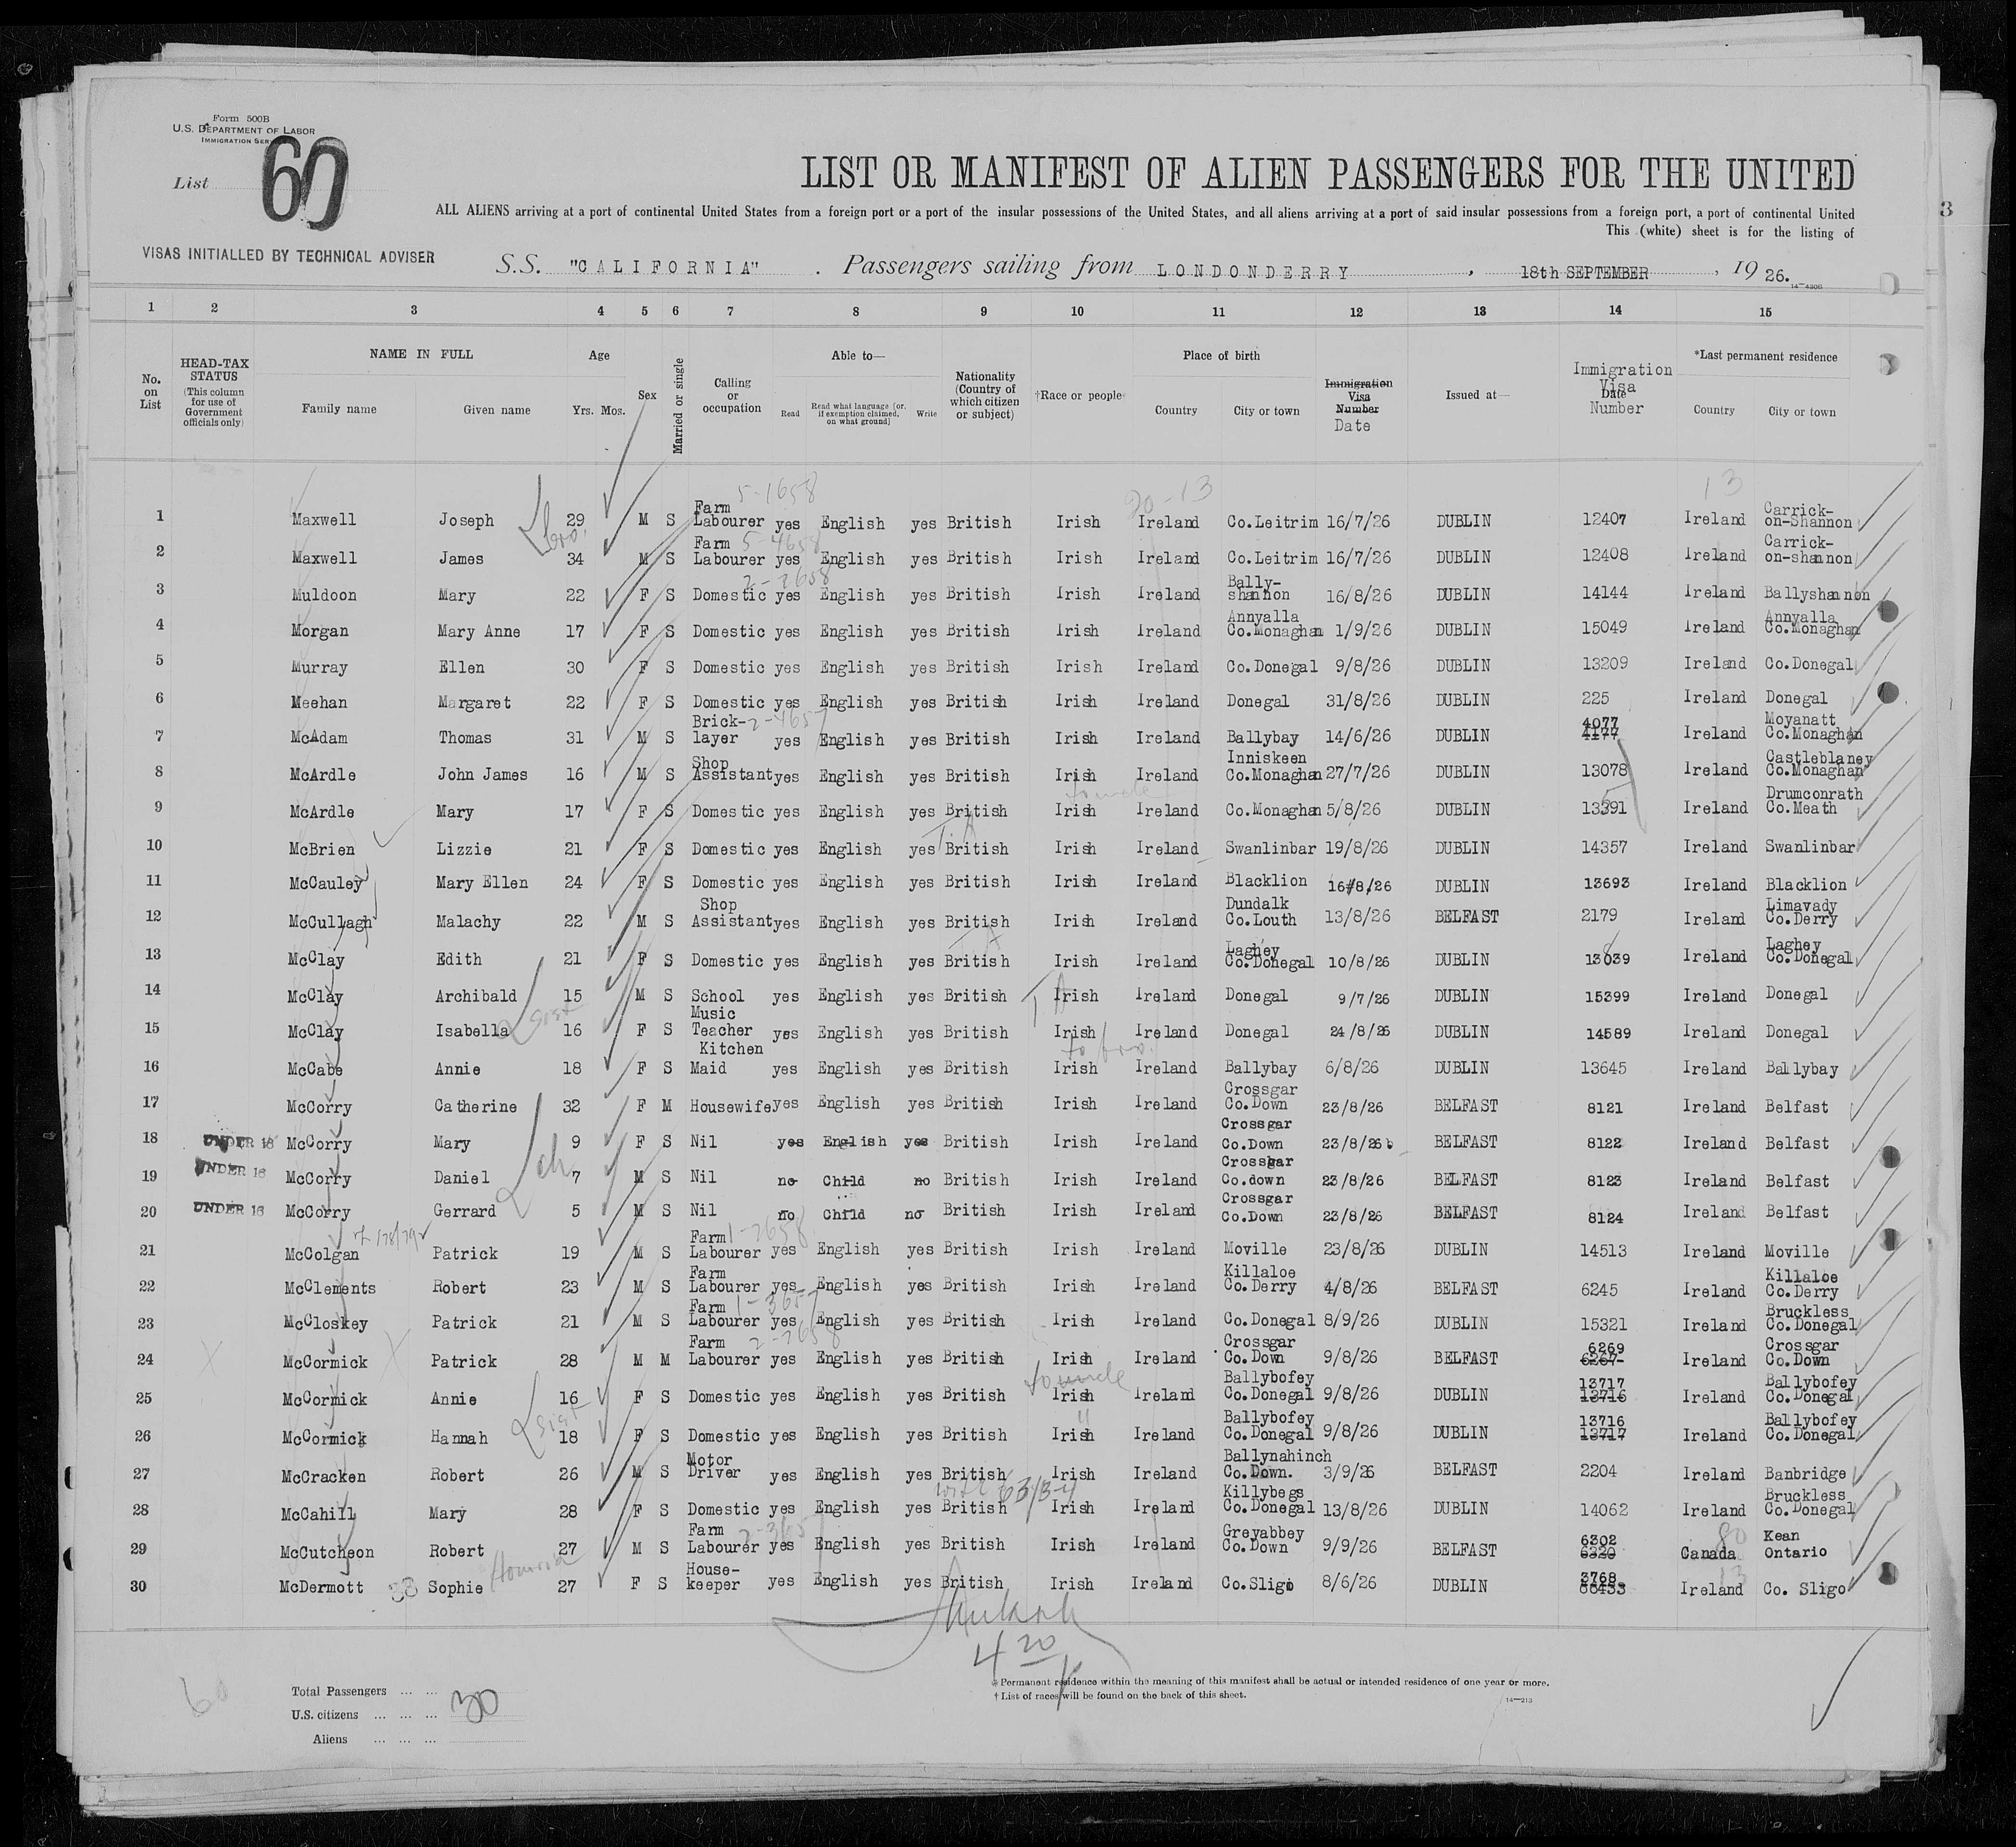 Form 500B
U.S. DEPARTMENT OF LABOR
IMMIGRATION
List 60
LIST OR MANIFEST OF ALIEN PASSENGERS FOR THE UNITED
ALL ALIENS arriving at a port of continental United States from a foreign port or a port of the insular possessions of the United States, and all aliens arriving at a port of said insular possessions from a foreign port, a port of continental United
This (white) sheet is for the listing of
VISAS INITIALLED BY TECHNICAL ADVISER
S.S. "CALIFORNIA". Passengers sailing from LONDONDERRY, 18th SEPTEMBER, 1926.
1 2 3 4 5 6 7 8 9 10 11 12 13 14 15
No. on List
HEAD-TAX STATUS (This column for use of Government officials only)
NAME IN FULL
Family name Given name
Age
Yrs. Mos.
Sex
Married or single
Calling or occupation
Able to—
Read Read what language [or, if exemption claimed, on what ground] Write
Nationality (Country of which citizen or subject)
†Race or people
Place of birth
Country City or town
Immigration Visa Number Date
Issued at—
Immigration Visa Date Number
*Last permanent residence
Country City or town
1 Maxwell Joseph 29 M S Farm Labourer yes English yes British Irish Ireland Co.Leitrim 16/7/26 DUBLIN 12407 Ireland Carrick-on-Shannon
2 Maxwell James 34 M S Farm Labourer yes English yes British Irish Ireland Co.Leitrim 16/7/26 DUBLIN 12408 Ireland Carrick-on-shannon
3 Muldoon Mary 22 F S Domestic yes English yes British Irish Ireland Bally-shannon 16/8/26 DUBLIN 14144 Ireland Ballyshannon
4 Morgan Mary Anne 17 F S Domestic yes English yes British Irish Ireland Annyalla Co.Monaghan 1/9/26 DUBLIN 15049 Ireland Annyalla Co.Monaghan
5 Murray Ellen 30 F S Domestic yes English yes British Irish Ireland Co.Donegal 9/8/26 DUBLIN 13209 Ireland Co.Donegal
6 Meehan Margaret 22 F S Domestic yes English yes British Irish Ireland Donegal 31/8/26 DUBLIN 225 Ireland Donegal
7 McAdam Thomas 31 M S Brick-layer yes English yes British Irish Ireland Ballybay 14/6/26 DUBLIN 4077 4177 Ireland Moyanatt Co.Monaghan
8 McArdle John James 16 M S Shop Assistant yes English yes British Irish Ireland Inniskeen Co.Monaghan 27/7/26 DUBLIN 13078 Ireland Castleblaney Co.Monaghan
9 McArdle Mary 17 F S Domestic yes English yes British Irish Ireland Co.Monaghan 5/8/26 DUBLIN 13391 Ireland Drumconrath Co.Meath
10 McBrien Lizzie 21 F S Domestic yes English yes British Irish Ireland Swanlinbar 19/8/26 DUBLIN 14357 Ireland Swanlinbar
11 McCauley Mary Ellen 24 F S Domestic yes English yes British Irish Ireland Blacklion 16/8/26 DUBLIN 13693 Ireland Blacklion
12 McCullagh Malachy 22 M S Shop Assistant yes English yes British Irish Ireland Dundalk Co.Louth 13/8/26 BELFAST 2179 Ireland Limavady Co.Derry
13 McClay Edith 21 F S Domestic yes English yes British Irish Ireland Laghey Co.Donegal 10/8/26 DUBLIN 13639 Ireland Laghey Co.Donegal
14 McClay Archibald 15 M S School yes English yes British Irish Ireland Donegal 9/7/26 DUBLIN 15399 Ireland Donegal
15 McClay Isabella 16 F S Music Teacher yes English yes British Irish Ireland Donegal 24/8/26 DUBLIN 14589 Ireland Donegal
16 McCabe Annie 18 F S Kitchen Maid yes English yes British Irish Ireland Ballybay 6/8/26 DUBLIN 13645 Ireland Ballybay
17 McCorry Catherine 32 F M Housewife yes English yes British Irish Ireland Crossgar Co.Down 23/8/26 BELFAST 8121 Ireland Belfast
18 UNDER 16 McCorry Mary 9 F S Nil yes English yes British Irish Ireland Crossgar Co.Down 23/8/26 BELFAST 8122 Ireland Belfast
19 UNDER 16 McCorry Daniel 7 M S Nil no Child no British Irish Ireland Crossgar Co.down 23/8/26 BELFAST 8123 Ireland Belfast
20 UNDER 16 McCorry Gerrard 5 M S Nil no Child no British Irish Ireland Crossgar Co.Down 23/8/26 BELFAST 8124 Ireland Belfast
21 McColgan Patrick 19 M S Farm Labourer yes English yes British Irish Ireland Moville 23/8/26 DUBLIN 14513 Ireland Moville
22 McClements Robert 23 M S Farm Labourer yes English yes British Irish Ireland Killaloe Co.Derry 4/8/26 BELFAST 6245 Ireland Killaloe Co.Derry
23 McCloskey Patrick 21 M S Farm Labourer yes English yes British Irish Ireland Co.Donegal 8/9/26 DUBLIN 15321 Ireland Bruckless Co.Donegal
24 McCormick Patrick 28 M M Farm Labourer yes English yes British Irish Ireland Crossgar Co.Down 9/8/26 BELFAST 6269 6267 Ireland Crossgar Co.Down
25 McCormick Annie 16 F S Domestic yes English yes British Irish Ireland Ballybofey Co.Donegal 9/8/26 DUBLIN 13717 13716 Ireland Ballybofey Co.Donegal
26 McCormick Hannah 18 F S Domestic yes English yes British Irish Ireland Ballybofey Co.Donegal 9/8/26 DUBLIN 13716 13717 Ireland Ballybofey Co.Donegal
27 McCracken Robert 26 M S Motor Driver yes English yes British Irish Ireland Ballynahinch Co.Down. 3/9/26 BELFAST 2204 Ireland Banbridge
28 McCahill Mary 28 F S Domestic yes English yes British Irish Ireland Killybegs Co.Donegal 13/8/26 DUBLIN 14062 Ireland Bruckless Co.Donegal
29 McCutcheon Robert 27 M S Farm Labourer yes English yes British Irish Ireland Greyabbey Co.Down 9/9/26 BELFAST 6302 6320 Canada Kean Ontario
30 McDermott Sophie 27 F S House-keeper yes English yes British Irish Ireland Co.Sligo 8/6/26 DUBLIN 3768 Ireland Co. Sligo
4 20
60
Total Passengers ... ... 30
U.S. citizens ... ... ...
Aliens ... ... ...
* Permanent residence within the meaning of this manifest shall be actual or intended residence of one year or more.
† List of races will be found on the back of this sheet.
14—213